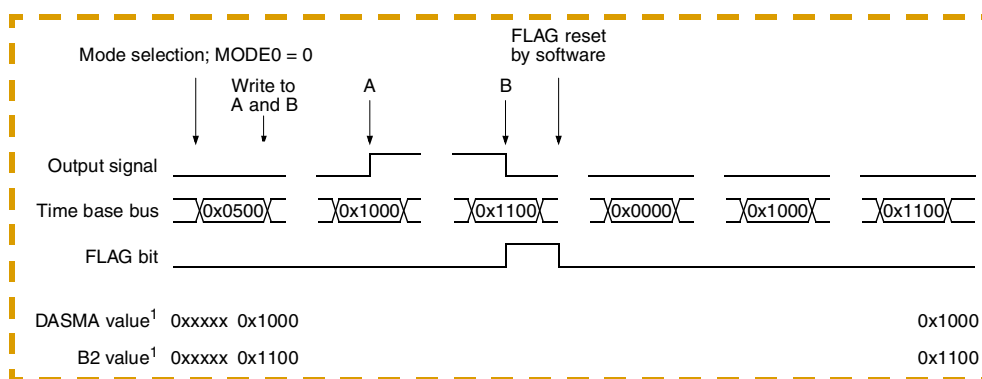 FLAG reset
by software
Mode selection; MODE0 = 0
Write to
A and B
A
B
Output signal
Time base bus 0x0500 0x1000 0x1100 0x0000 0x1000 0x1100
FLAG bit
DASMA value1 0xxxxx 0x1000 0x1000
B2 value1 0xxxxx 0x1100 0x1100